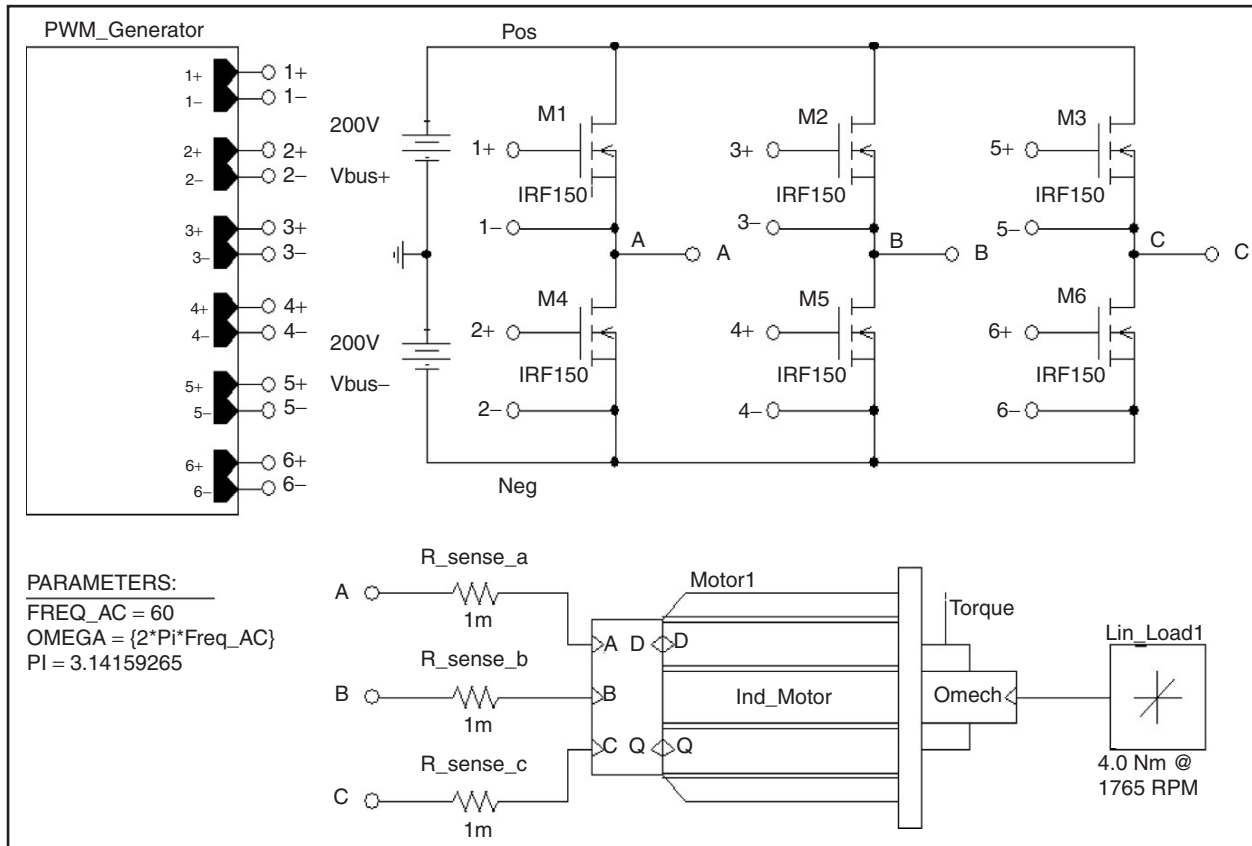 PWM_Generator
1+ 1+
1– 1–
2+ 2+
2– 2–
3+ 3+
3– 3–
4+ 4+
4– 4–
5+ 5+
5– 5–
6+ 6+
6– 6–
Pos
200V
Vbus+
200V
Vbus–
Neg
M1
1+
IRF150
1–
A
A
M4
2+
IRF150
2–
M2
3+
IRF150
3–
B
B
M5
4+
IRF150
4–
M3
5+
IRF150
5–
C
C
M6
6+
IRF150
6–
PARAMETERS:
FREQ_AC = 60
OMEGA = {2*Pi*Freq_AC}
PI = 3.14159265
R_sense_a
A
1m
R_sense_b
B
1m
R_sense_c
C
1m
Motor1
A D D
B
C Q Q
Ind_Motor
Torque
Omech
Lin_Load1
4.0 Nm @
1765 RPM